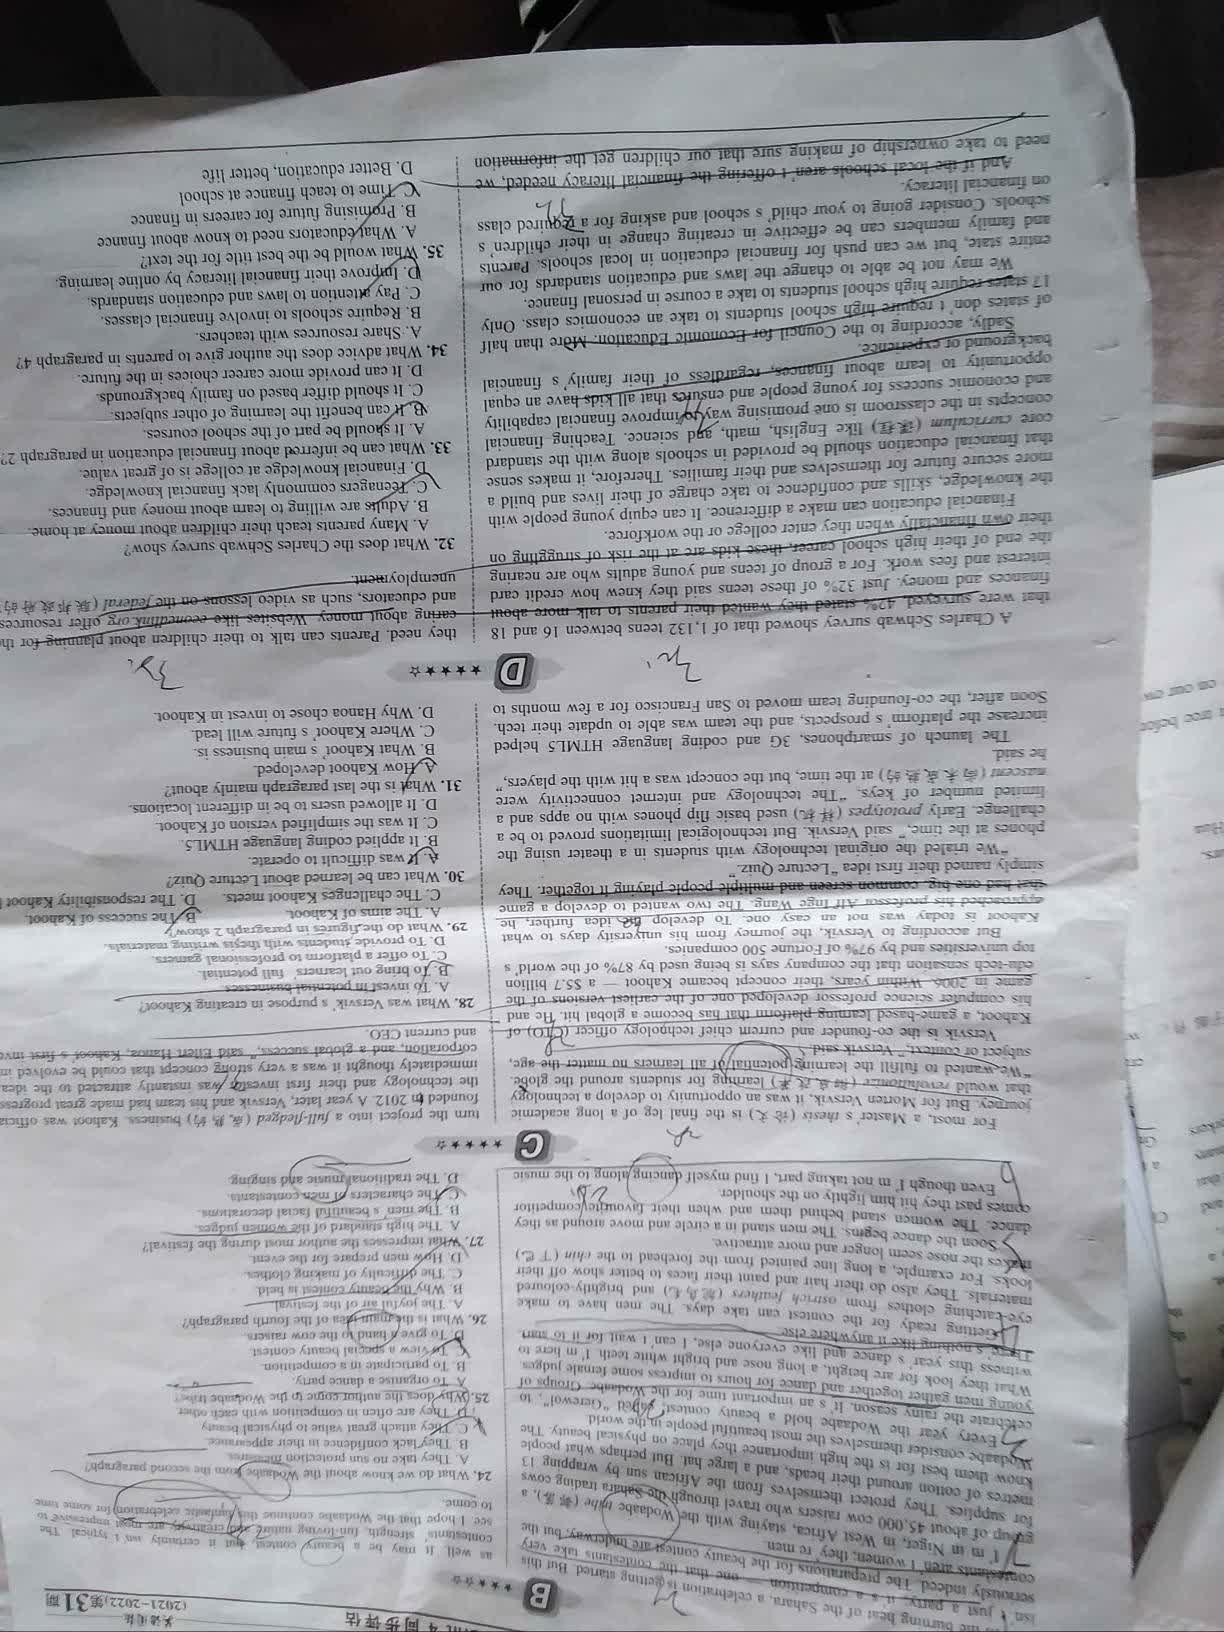 英语周报
(2021-2022)第31期
同步评估
B
in the burning heat of the Sahara, a celebration is getting started. But this
isn't just a party, it's a competition — one that the contestants take very
seriously indeed. The preparations for the beauty contest are underway, but the
contestants aren't women; they're men.
I'm in Niger, in West Africa, staying with the Wodaabe tribe (部落), a
group of about 45,000 cow raisers who travel through the Sahara trading cows
for supplies. They protect themselves from the African sun by wrapping 13
metres of cotton around their heads, and a large hat. But perhaps what people
know them best for is the high importance they place on physical beauty. The
Wodaabe consider themselves the most beautiful people in the world.
Every year the Wodaabe hold a beauty contest, called "Gerewol", to
celebrate the rainy season. It's an important time for the Wodaabe. Groups of
young men gather together and dance for hours to impress some female judges.
What they look for are height, a long nose and bright white teeth. I'm here to
witness this year's dance and like everyone else, I can't wait for it to start.
There's nothing like it anywhere else.
Getting ready for the contest can take days. The men have to make
eye-catching clothes from ostrich feathers (鸵鸟毛) and brightly-coloured
materials. They also do their hair and paint their faces to better show off their
looks. For example, a long line painted from the forehead to the chin (下巴)
makes the nose seem longer and more attractive.
Soon the dance begins. The men stand in a circle and move around as they
dance. The women stand behind them and when their favourite competitor
comes past they hit him lightly on the shoulder.
Even though I'm not taking part, I find myself dancing along to the music
as well. It may be a beauty contest, but it certainly isn't typical. The
contestants' strength, fun-loving nature and creativity are most impressive to
see. I hope that the Wodaabe continue this fantastic celebration for some time
to come.
24. What do we know about the Wodaabe from the second paragraph?
A. They take no sun protection measures.
B. They lack confidence in their appearance.
C. They attach great value to physical beauty.
D. They are often in competition with each other.
25. Why does the author come to the Wodaabe tribe?
A. To organise a dance party.
B. To participate in a competition.
C. To view a special beauty contest.
D. To give a hand to the cow raisers.
26. What is the main idea of the fourth paragraph?
A. The joyful air of the festival.
B. Why the beauty contest is held.
C. The difficulty of making clothes.
D. How men prepare for the event.
27. What impresses the author most during the festival?
A. The high standard of the women judges.
B. The men's beautiful facial decorations.
C. The characters of men contestants.
D. The traditional music and singing.
C
For most, a Master's thesis (论文) is the final leg of a long academic
journey. But for Morten Versvik, it was an opportunity to develop a technology
that would revolutionize (彻底改革) learning for students around the globe.
"We wanted to fulfil the learning potential of all learners no matter the age,
subject or context," Versvik said.
Versvik is the co-founder and current chief technology officer (CTO) of
Kahoot, a game-based learning platform that has become a global hit. He and
his computer science professor developed one of the earliest versions of the
game in 2006. Within years, their concept became Kahoot — a $5.7 billion
edu-tech sensation that the company says is being used by 87% of the world's
top universities and by 97% of Fortune 500 companies.
But according to Versvik, the journey from his university days to what
Kahoot is today was not an easy one. To develop the idea further, he
approached his professor Alf Inge Wang. The two wanted to develop a game
that had one big, common screen and multiple people playing it together. They
simply named their first idea "Lecture Quiz."
"We trialed the original technology with students in a theater using the
phones at the time," said Versvik. But technological limitations proved to be a
challenge. Early prototypes (样机) used basic flip phones with no apps and a
limited number of keys. "The technology and internet connectivity were
nascent (尚未成熟的) at the time, but the concept was a hit with the players,"
he said.
The launch of smartphones, 3G and coding language HTML5 helped
increase the platform's prospects, and the team was able to update their tech.
Soon after, the co-founding team moved to San Francisco for a few months to
turn the project into a full-fledged (成熟的) business. Kahoot was officia
founded in 2012. A year later, Versvik and his team had made great progress
the technology and their first investor was instantly attracted to the idea
immediately thought it was a very strong concept that could be evolved in
corporation, and a global success," said Eilert Hanoa, Kahoot's first inve
and current CEO.
28. What was Versvik's purpose in creating Kahoot?
A. To invest in potential businesses.
B. To bring out learners' full potential.
C. To offer a platform to professional gamers.
D. To provide students with thesis writing materials.
29. What do the figures in paragraph 2 show?
A. The aims of Kahoot. B. The success of Kahoot.
C. The challenges Kahoot meets. D. The responsibility Kahoot
30. What can be learned about Lecture Quiz?
A. It was difficult to operate.
B. It applied coding language HTML5.
C. It was the simplified version of Kahoot.
D. It allowed users to be in different locations.
31. What is the last paragraph mainly about?
A. How Kahoot developed.
B. What Kahoot's main business is.
C. Where Kahoot's future will lead.
D. Why Hanoa chose to invest in Kahoot.
D
A Charles Schwab survey showed that of 1,132 teens between 16 and 18
that were surveyed, 42% stated they wanted their parents to talk more about
finances and money. Just 32% of these teens said they knew how credit card
interest and fees work. For a group of teens and young adults who are nearing
the end of their high school career, these kids are at the risk of struggling on
their own financially when they enter college or the workforce.
Financial education can make a difference. It can equip young people with
the knowledge, skills and confidence to take charge of their lives and build a
more secure future for themselves and their families. Therefore, it makes sense
that financial education should be provided in schools along with the standard
core curriculum (课程) like English, math, and science. Teaching financial
concepts in the classroom is one promising way to improve financial capability
and economic success for young people and ensures that all kids have an equal
opportunity to learn about finances, regardless of their family's financial
background or experience.
Sadly, according to the Council for Economic Education: More than half
of states don't require high school students to take an economics class. Only
17 states require high school students to take a course in personal finance.
We may not be able to change the laws and education standards for our
entire state, but we can push for financial education in local schools. Parents
and family members can be effective in creating change in their children's
schools. Consider going to your child's school and asking for a required class
on financial literacy.
And if the local schools aren't offering the financial literacy needed, we
need to take ownership of making sure that our children get the information
they need. Parents can talk to their children about planning for th
caring about money. Websites like econedlink.org offer resources
and educators, such as video lessons on the federal (联邦政府的)
unemployment.
32. What does the Charles Schwab survey show?
A. Many parents teach their children about money at home.
B. Adults are willing to learn about money and finances.
C. Teenagers commonly lack financial knowledge.
D. Financial knowledge at college is of great value.
33. What can be inferred about financial education in paragraph 2?
A. It should be part of the school courses.
B. It can benefit the learning of other subjects.
C. It should differ based on family backgrounds.
D. It can provide more career choices in the future.
34. What advice does the author give to parents in paragraph 4?
A. Share resources with teachers.
B. Require schools to involve financial classes.
C. Pay attention to laws and education standards.
D. Improve their financial literacy by online learning.
35. What would be the best title for the text?
A. What educators need to know about finance
B. Promising future for careers in finance
C. Time to teach finance at school
D. Better education, better life